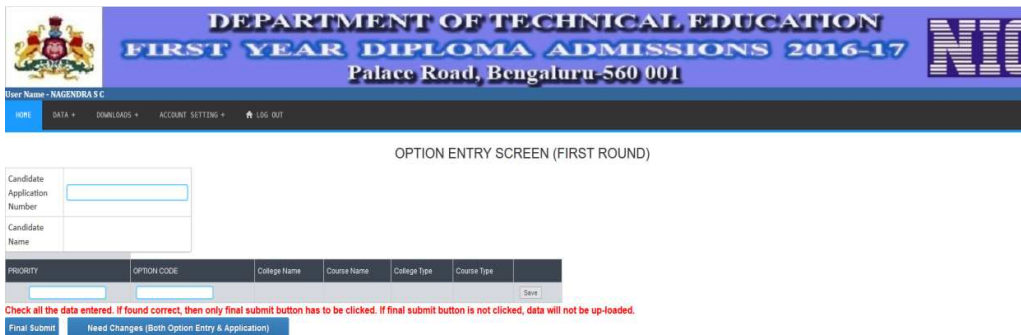 DEPARTMENT OF TECHNICAL EDUCATION
FIRST YEAR DIPLOMA ADMISSIONS 2016-17
Palace Road, Bengaluru-560 001
NIC
User Name - NAGENDRA S C
HOME DATA + DOWNLOADS + ACCOUNT SETTING + LOG OUT
OPTION ENTRY SCREEN (FIRST ROUND)
Candidate
Application
Number
Candidate
Name
PRIORITY OPTION CODE College Name Course Name College Type Course Type
Save
Check all the data entered. If found correct, then only final submit button has to be clicked. If final submit button is not clicked, data will not be up-loaded.
Final Submit Need Changes (Both Option Entry & Application)